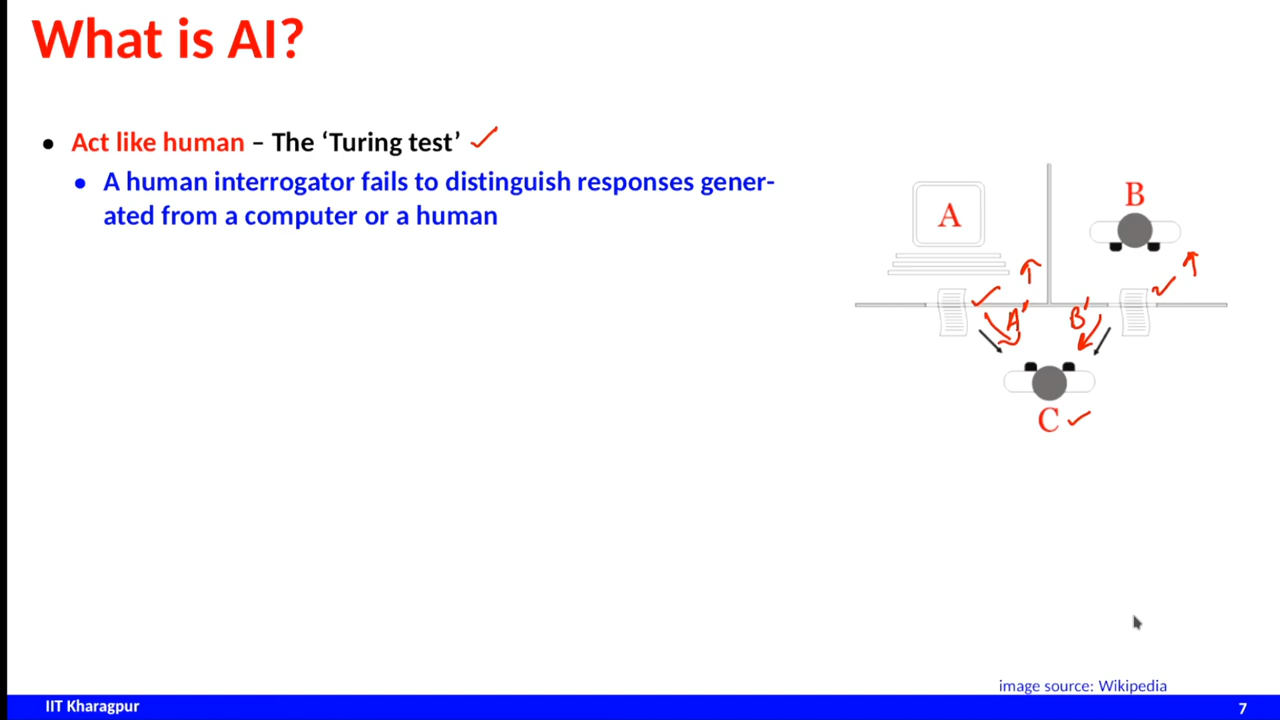 What is AI?
• Act like human – The ‘Turing test’
• A human interrogator fails to distinguish responses gener-
ated from a computer or a human
A
B
A'
B'
C
image source: Wikipedia
IIT Kharagpur
7